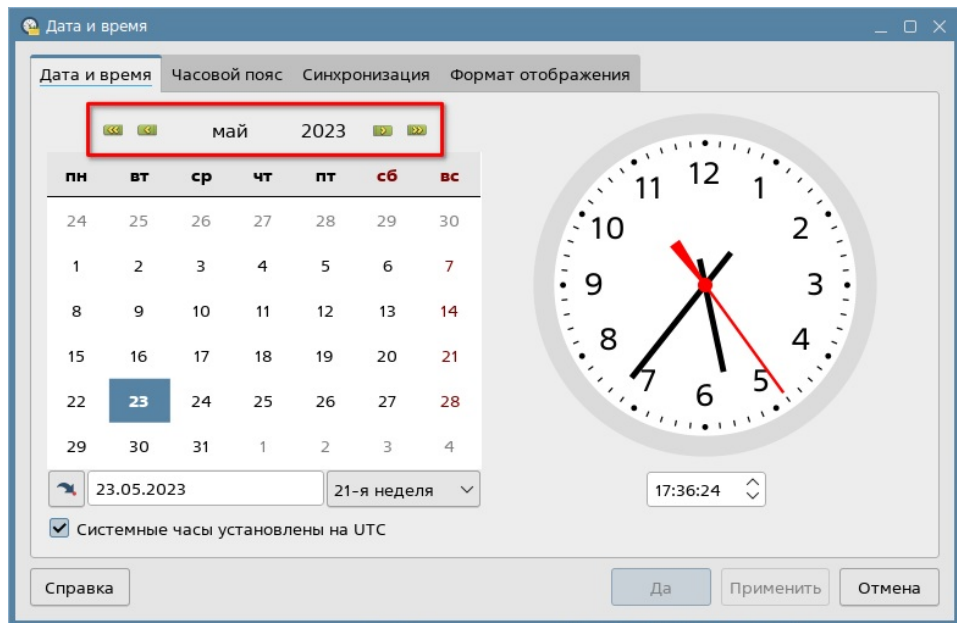 Дата и время
Дата и время Часовой пояс Синхронизация Формат отображения
май 2023
пн вт ср чт пт сб вс
24 25 26 27 28 29 30
1 2 3 4 5 6 7
8 9 10 11 12 13 14
15 16 17 18 19 20 21
22 23 24 25 26 27 28
29 30 31 1 2 3 4
23.05.2023 21-я неделя
Системные часы установлены на UTC
12
11 1
10 2
9 3
8 4
7 5
6
17:36:24
Справка Да Применить Отмена